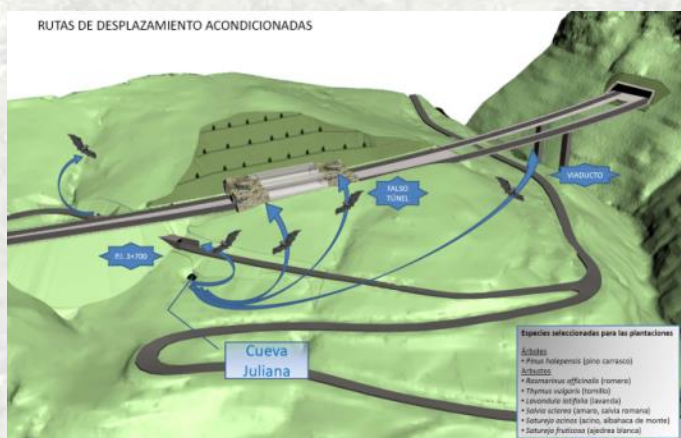 RUTAS DE DESPLAZAMIENTO ACONDICIONADAS
VIADUCTO
FALSO
TÚNEL
P.I. 3+700
Cueva
Juliana
Especies seleccionadas para las plantaciones
Árboles
• Pinus halepensis (pino carrasco)
Arbustos
• Rosmarinus officinalis (romero)
• Thymus vulgaris (tomillo)
• Lavandula latifolia (lavanda)
• Salvia sclarea (amaro, salvia romana)
• Satureja acinos (acino, albahaca de monte)
• Satureja fruticosa (ajedrea blanca)